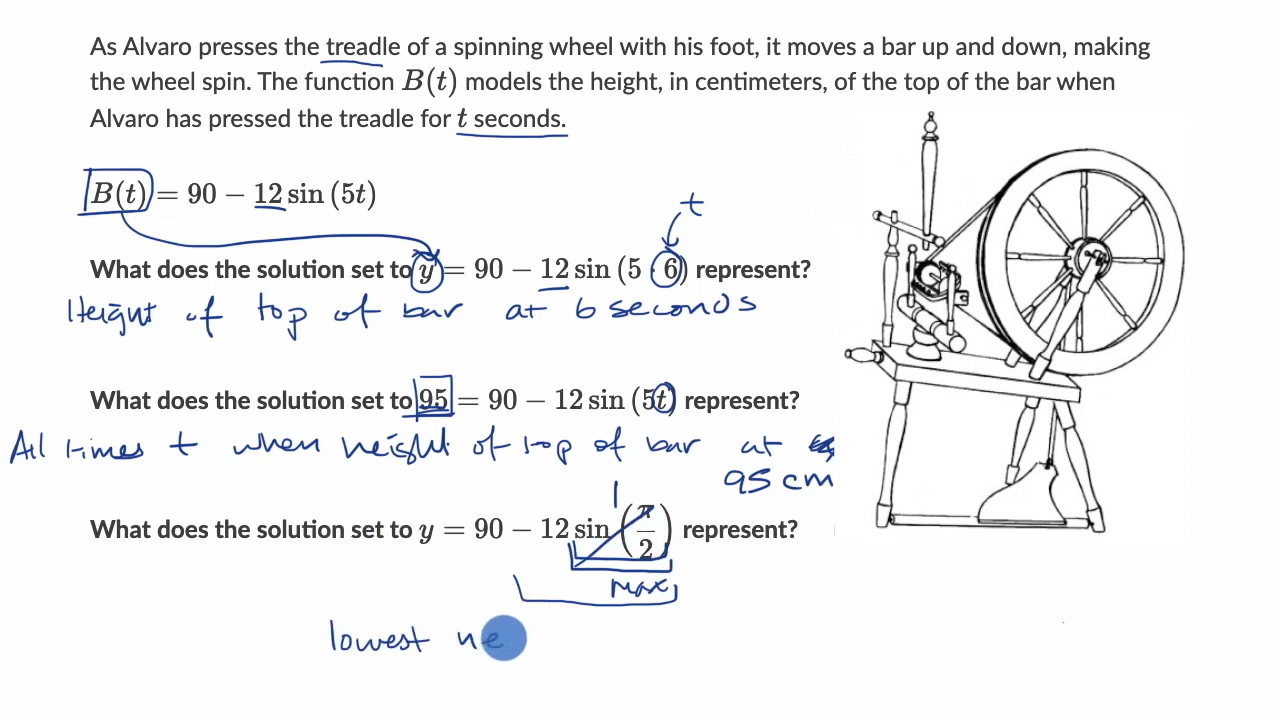 As Alvaro presses the treadle of a spinning wheel with his foot, it moves a bar up and down, making
the wheel spin. The function B(t) models the height, in centimeters, of the top of the bar when
Alvaro has pressed the treadle for t seconds.
B(t) = 90 − 12 sin (5t)
t
What does the solution set to y = 90 − 12 sin (5 · 6) represent?
Height of top of bar at 6 seconds
What does the solution set to 95 = 90 − 12 sin (5t) represent?
All times t when height of top of bar at
95 cm
1
What does the solution set to y = 90 − 12 sin (π/2) represent?
max
lowest he